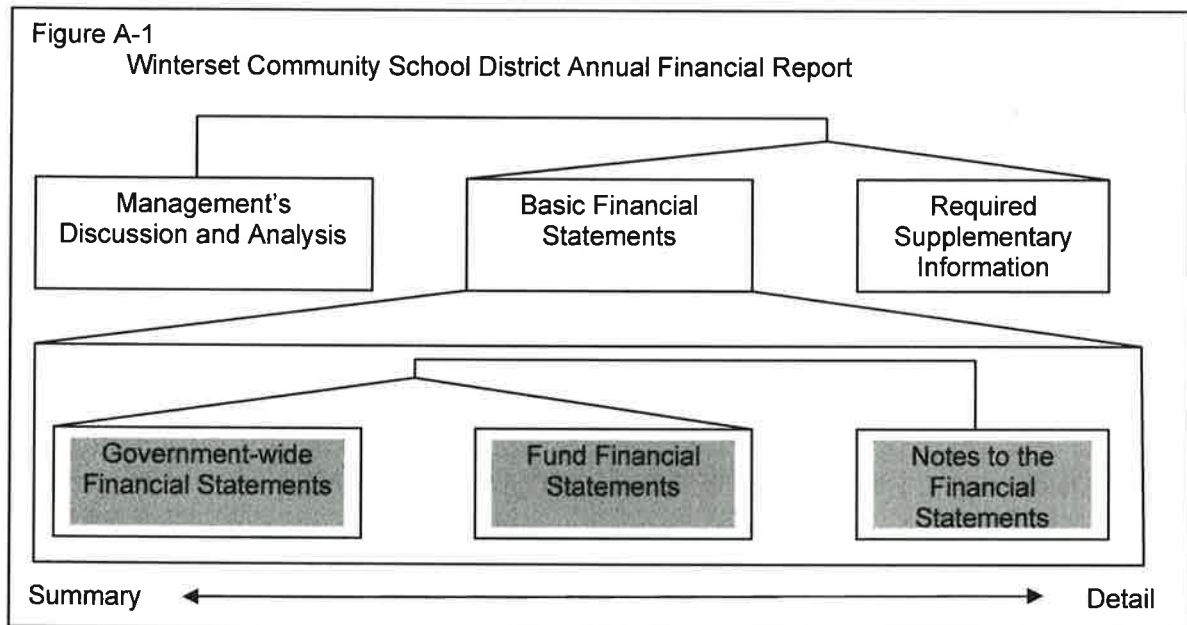 Figure A-1
Winterset Community School District Annual Financial Report
Management's
Discussion and Analysis
Basic Financial
Statements
Required
Supplementary
Information
Government-wide
Financial Statements
Fund Financial
Statements
Notes to the
Financial
Statements
Summary
Detail